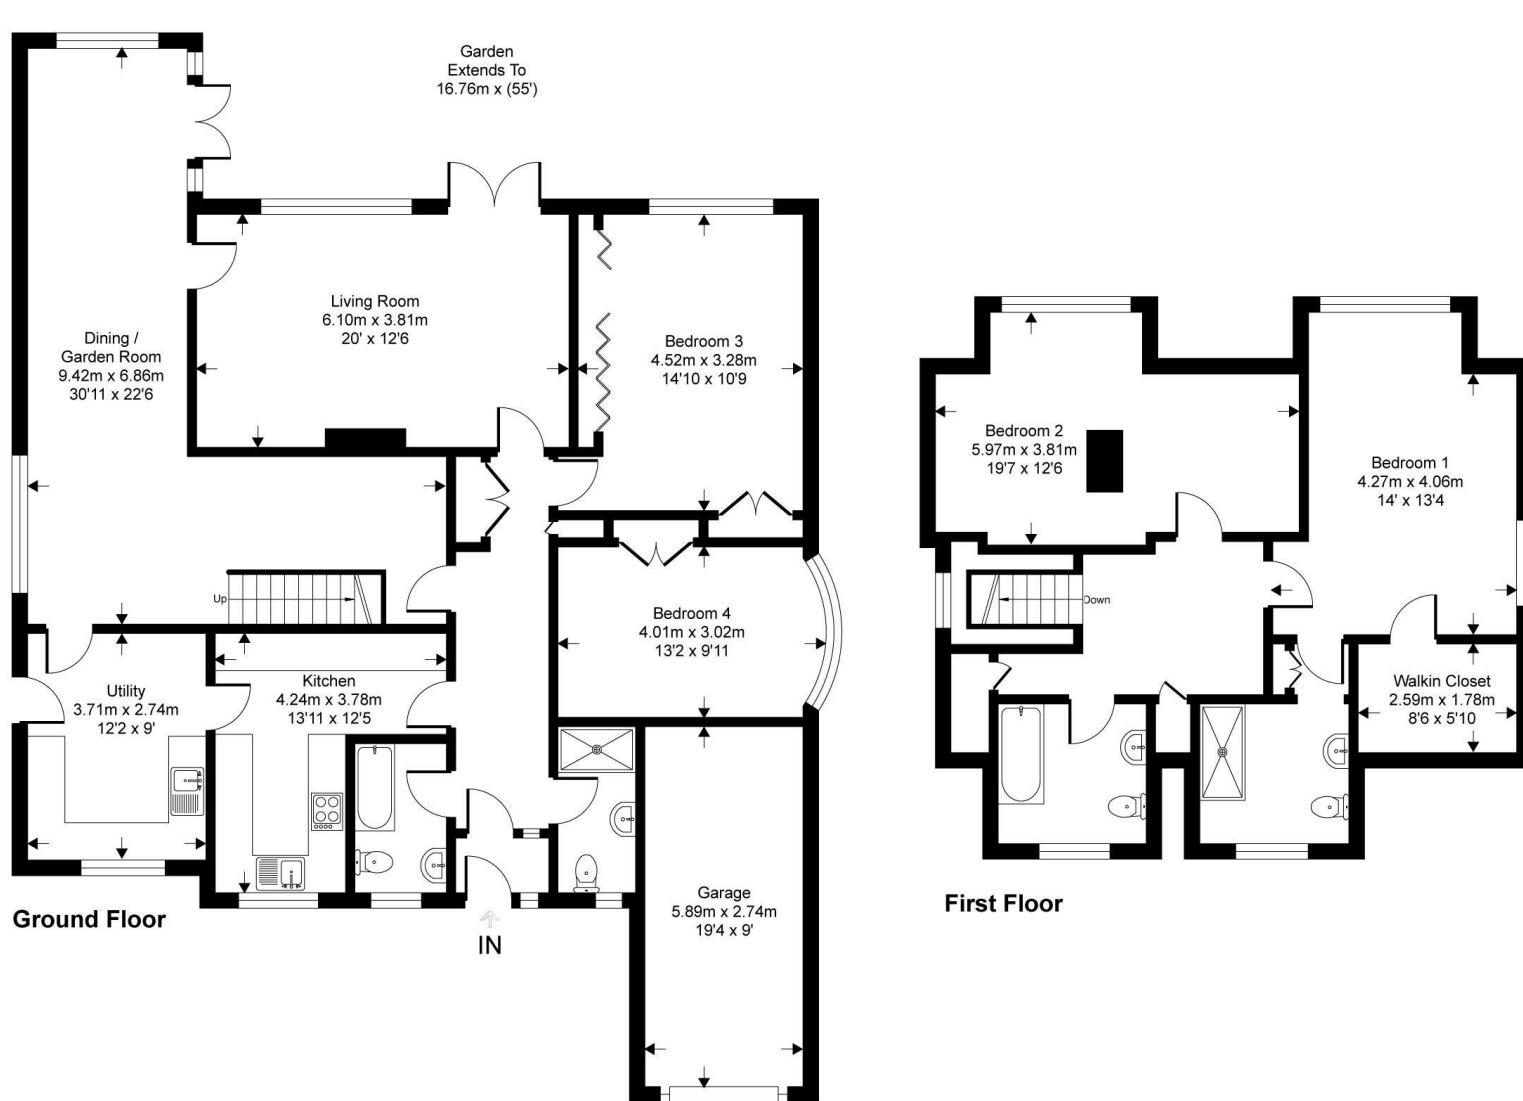 Garden
Extends To
16.76m x (55')
Dining /
Garden Room
9.42m x 6.86m
30'11 x 22'6
Living Room
6.10m x 3.81m
20' x 12'6
Bedroom 3
4.52m x 3.28m
14'10 x 10'9
Up
Bedroom 4
4.01m x 3.02m
13'2 x 9'11
Utility
3.71m x 2.74m
12'2 x 9'
Kitchen
4.24m x 3.78m
13'11 x 12'5
Garage
5.89m x 2.74m
19'4 x 9'
IN
Ground Floor
Bedroom 2
5.97m x 3.81m
19'7 x 12'6
Bedroom 1
4.27m x 4.06m
14' x 13'4
Down
Walkin Closet
2.59m x 1.78m
8'6 x 5'10
First Floor